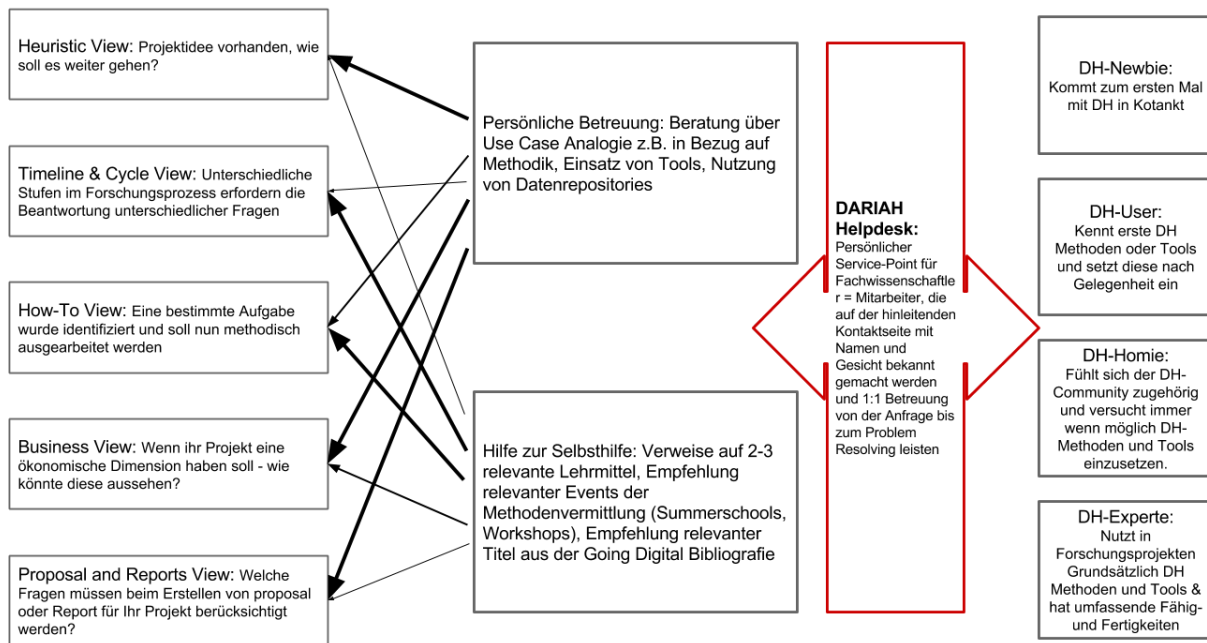 Heuristic View: Projektidee vorhanden, wie
soll es weiter gehen?
Timeline & Cycle View: Unterschiedliche
Stufen im Forschungsprozess erfordern die
Beantwortung unterschiedlicher Fragen
How-To View: Eine bestimmte Aufgabe
wurde identifiziert und soll nun methodisch
ausgearbeitet werden
Business View: Wenn ihr Projekt eine
ökonomische Dimension haben soll - wie
könnte diese aussehen?
Proposal and Reports View: Welche
Fragen müssen beim Erstellen von proposal
oder Report für Ihr Projekt berücksichtigt
werden?
Persönliche Betreuung: Beratung über
Use Case Analogie z.B. in Bezug auf
Methodik, Einsatz von Tools, Nutzung
von Datenrepositories
Hilfe zur Selbsthilfe: Verweise auf 2-3
relevante Lehrmittel, Empfehlung
relevanter Events der
Methodenvermittlung (Summerschools,
Workshops), Empfehlung relevanter
Titel aus der Going Digital Bibliografie
DARIAH
Helpdesk:
Persönlicher
Service-Point für
Fachwissenschaftle
r = Mitarbeiter, die
auf der hinleitenden
Kontaktseite mit
Namen und
Gesicht bekannt
gemacht werden
und 1:1 Betreuung
von der Anfrage bis
zum Problem
Resolving leisten
DH-Newbie:
Kommt zum ersten Mal
mit DH in Kotankt
DH-User:
Kennt erste DH
Methoden oder Tools
und setzt diese nach
Gelegenheit ein
DH-Homie:
Fühlt sich der DH-
Community zugehörig
und versucht immer
wenn möglich DH-
Methoden und Tools
einzusetzen.
DH-Experte:
Nutzt in
Forschungsprojekten
Grundsätzlich DH
Methoden und Tools &
hat umfassende Fähig-
und Fertigkeiten